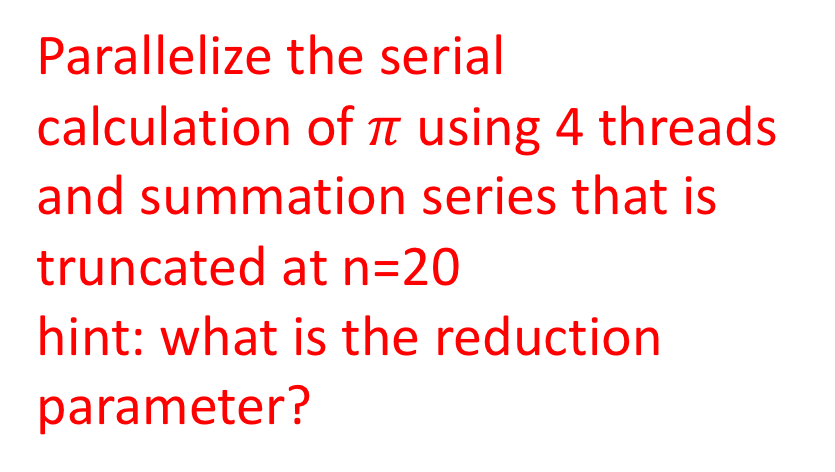 Parallelize the serial
calculation of 𝜋 using 4 threads
and summation series that is
truncated at n=20
hint: what is the reduction
parameter?